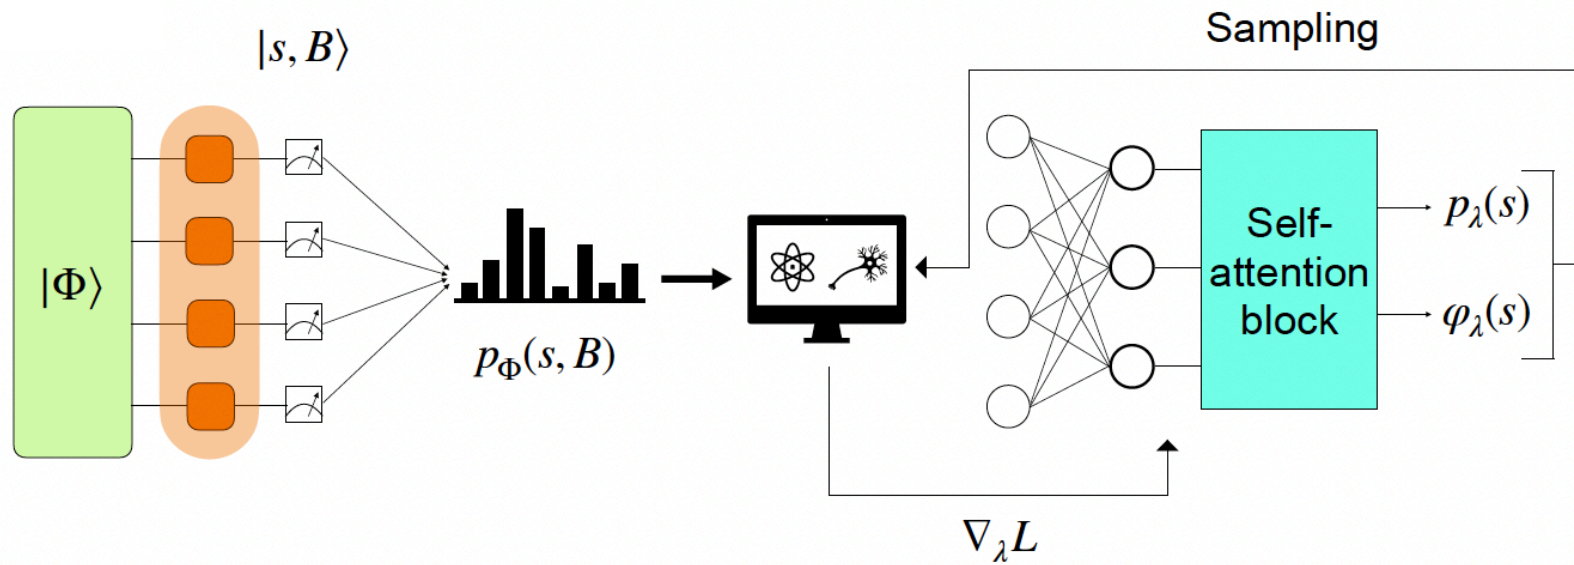 |s, B⟩
|Φ⟩
p_Φ(s, B)
Sampling
Self-
attention
block
p_λ(s)
φ_λ(s)
∇_λL